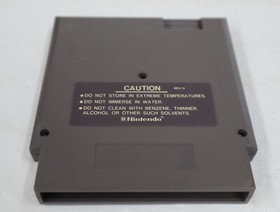 CAUTION
REV-A
•DO NOT STORE IN EXTREME TEMPERATURES.
•DO NOT IMMERSE IN WATER.
•DO NOT CLEAN WITH BENZENE, THINNER,
ALCOHOL OR OTHER SUCH SOLVENTS.
Nintendo